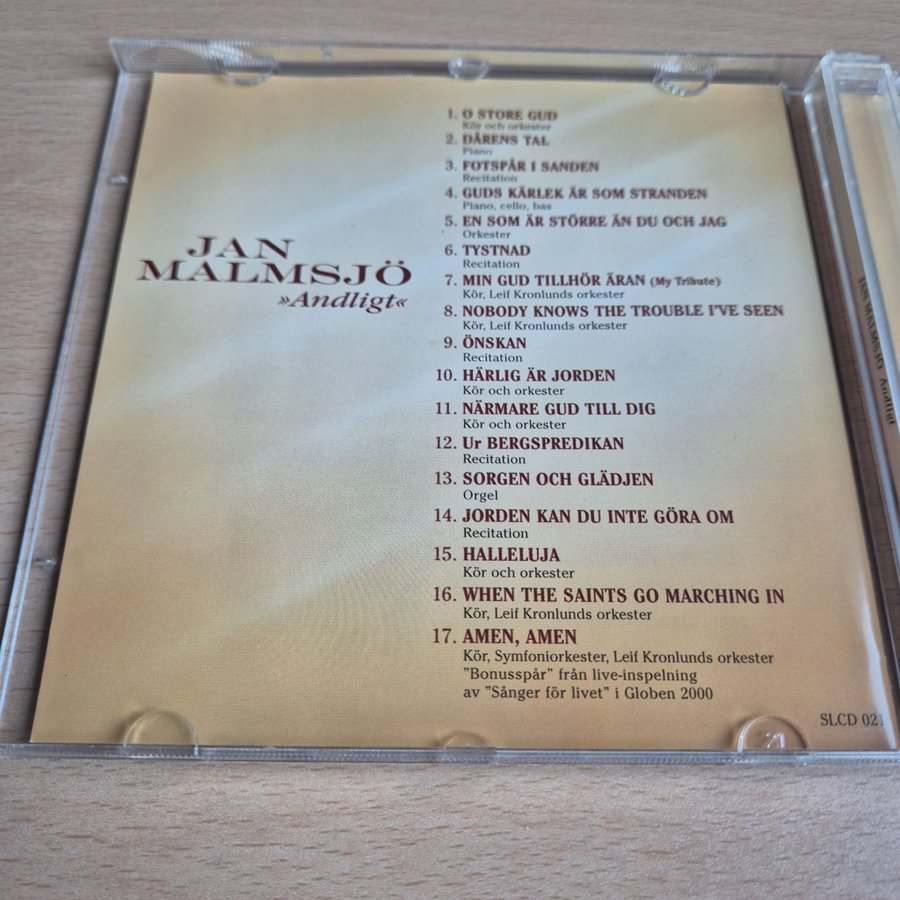 JAN
MALMSJÖ
»Andligt«
1. O STORE GUD
Kör och orkester
2. DÅRENS TAL
Piano
3. FOTSPÅR I SANDEN
Recitation
4. GUDS KÄRLEK ÄR SOM STRANDEN
Piano, cello, bas
5. EN SOM ÄR STÖRRE ÄN DU OCH JAG
Orkester
6. TYSTNAD
Recitation
7. MIN GUD TILLHÖR ÄRAN (My Tribute)
Kör, Leif Kronlunds orkester
8. NOBODY KNOWS THE TROUBLE I'VE SEEN
Kör, Leif Kronlunds orkester
9. ÖNSKAN
Recitation
10. HÄRLIG ÄR JORDEN
Kör och orkester
11. NÄRMARE GUD TILL DIG
Kör och orkester
12. Ur BERGSPREDIKAN
Recitation
13. SORGEN OCH GLÄDJEN
Orgel
14. JORDEN KAN DU INTE GÖRA OM
Recitation
15. HALLELUJA
Kör och orkester
16. WHEN THE SAINTS GO MARCHING IN
Kör, Leif Kronlunds orkester
17. AMEN, AMEN
Kör, Symfoniorkester, Leif Kronlunds orkester
"Bonusspår" från live-inspelning
av "Sånger för livet" i Globen 2000
SLCD 021
JAN MALMSJÖ Andligt